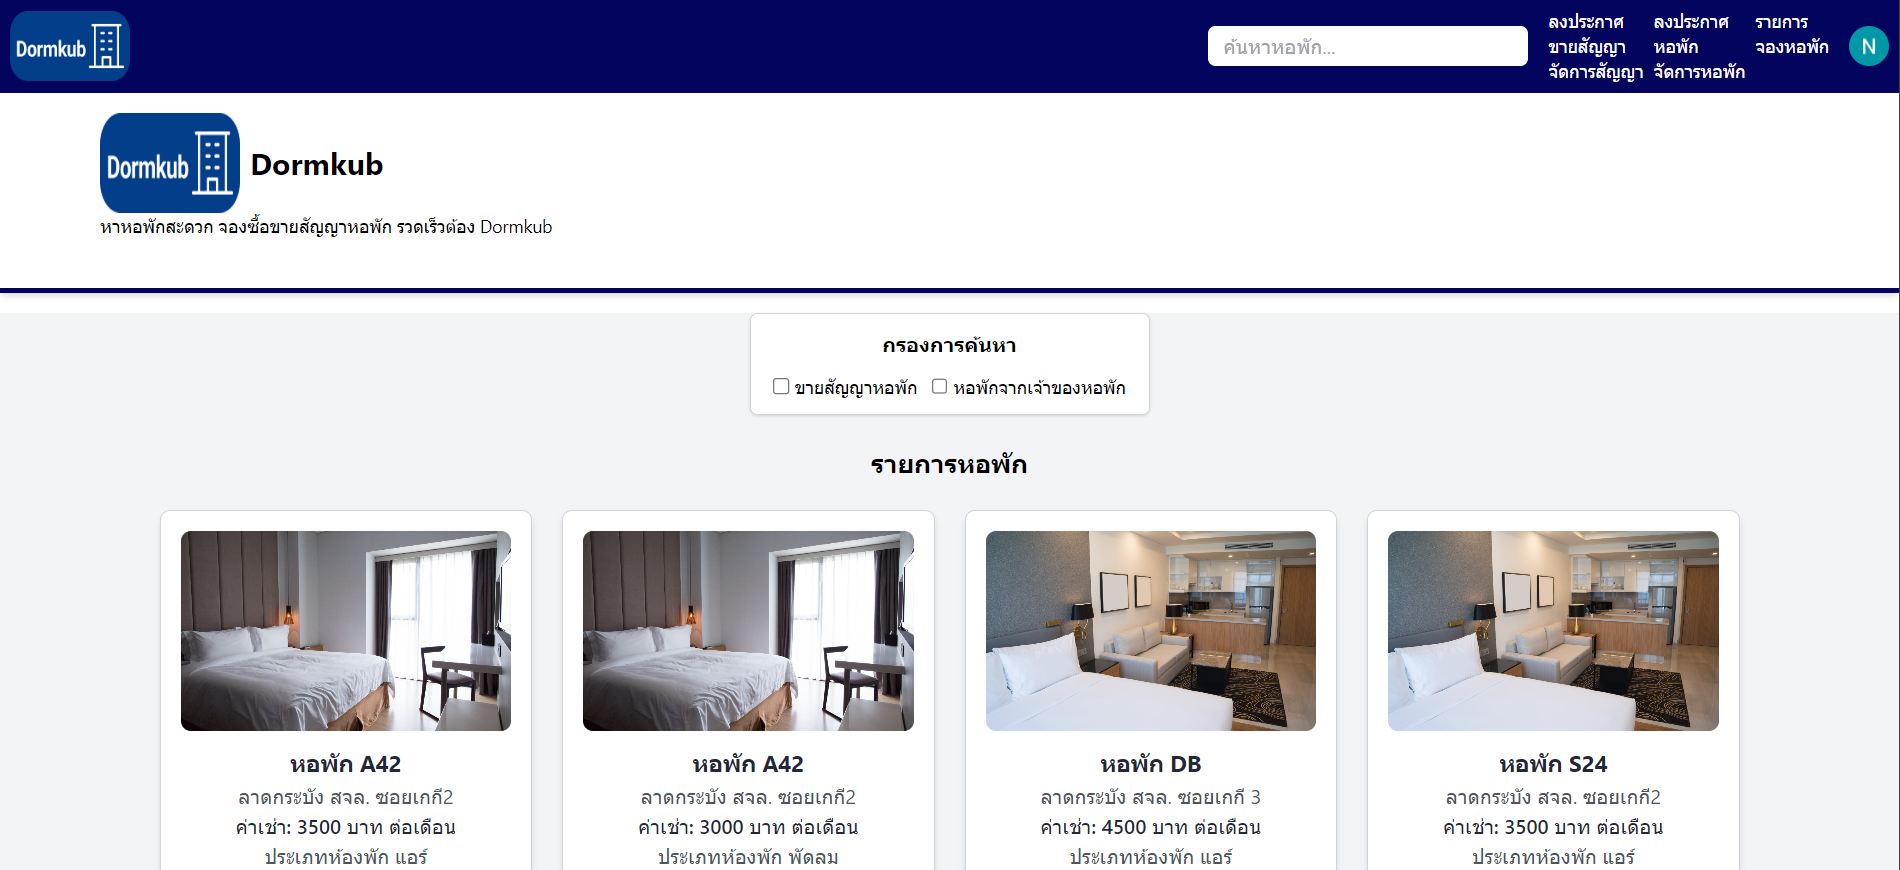 Dormkub
ค้นหาหอพัก...
ลงประกาศ
ขายสัญญา
จัดการสัญญา
ลงประกาศ
หอพัก
จัดการหอพัก
รายการ
จองหอพัก
N
Dormkub
Dormkub
หาหอพักสะดวก จองซื้อขายสัญญาหอพัก รวดเร็วต้อง Dormkub
กรองการค้นหา
ขายสัญญาหอพัก หอพักจากเจ้าของหอพัก
รายการหอพัก
หอพัก A42
ลาดกระบัง สจล. ซอยเกกี2
ค่าเช่า: 3500 บาท ต่อเดือน
ประเภทห้องพัก แอร์
หอพัก A42
ลาดกระบัง สจล. ซอยเกกี2
ค่าเช่า: 3000 บาท ต่อเดือน
ประเภทห้องพัก พัดลม
หอพัก DB
ลาดกระบัง สจล. ซอยเกกี 3
ค่าเช่า: 4500 บาท ต่อเดือน
ประเภทห้องพัก แอร์
หอพัก S24
ลาดกระบัง สจล. ซอยเกกี2
ค่าเช่า: 3500 บาท ต่อเดือน
ประเภทห้องพัก แอร์